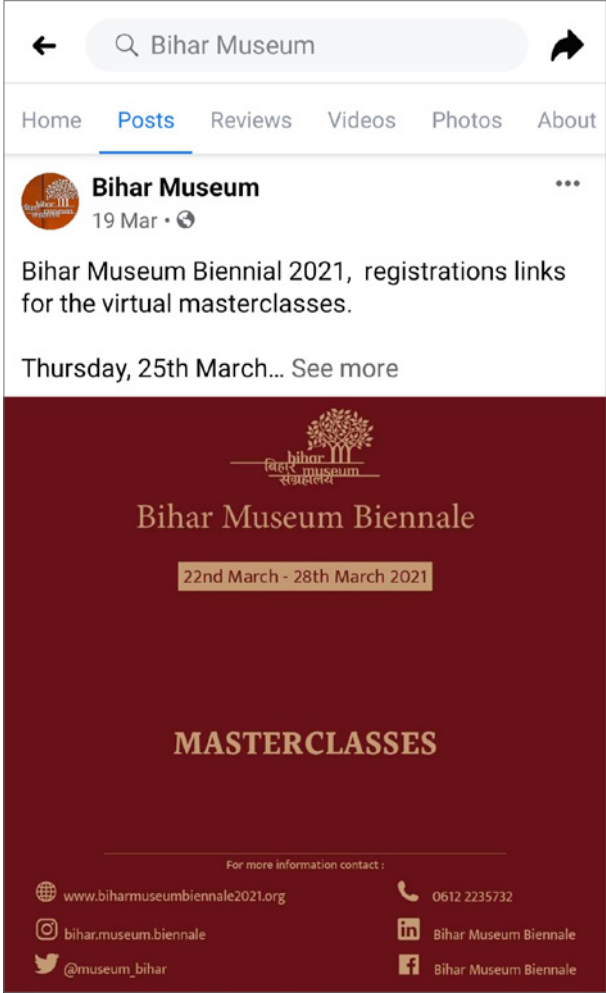 Bihar Museum
Home Posts Reviews Videos Photos About
Bihar Museum
19 Mar •
Bihar Museum Biennial 2021, registrations links
for the virtual masterclasses.
Thursday, 25th March... See more
bihar
बिहार museum
संग्रहालय
Bihar Museum Biennale
22nd March - 28th March 2021
MASTERCLASSES
For more information contact :
www.biharmuseumbiennale2021.org
0612 2235732
bihar.museum.biennale
in Bihar Museum Biennale
@museum_bihar
f Bihar Museum Biennale